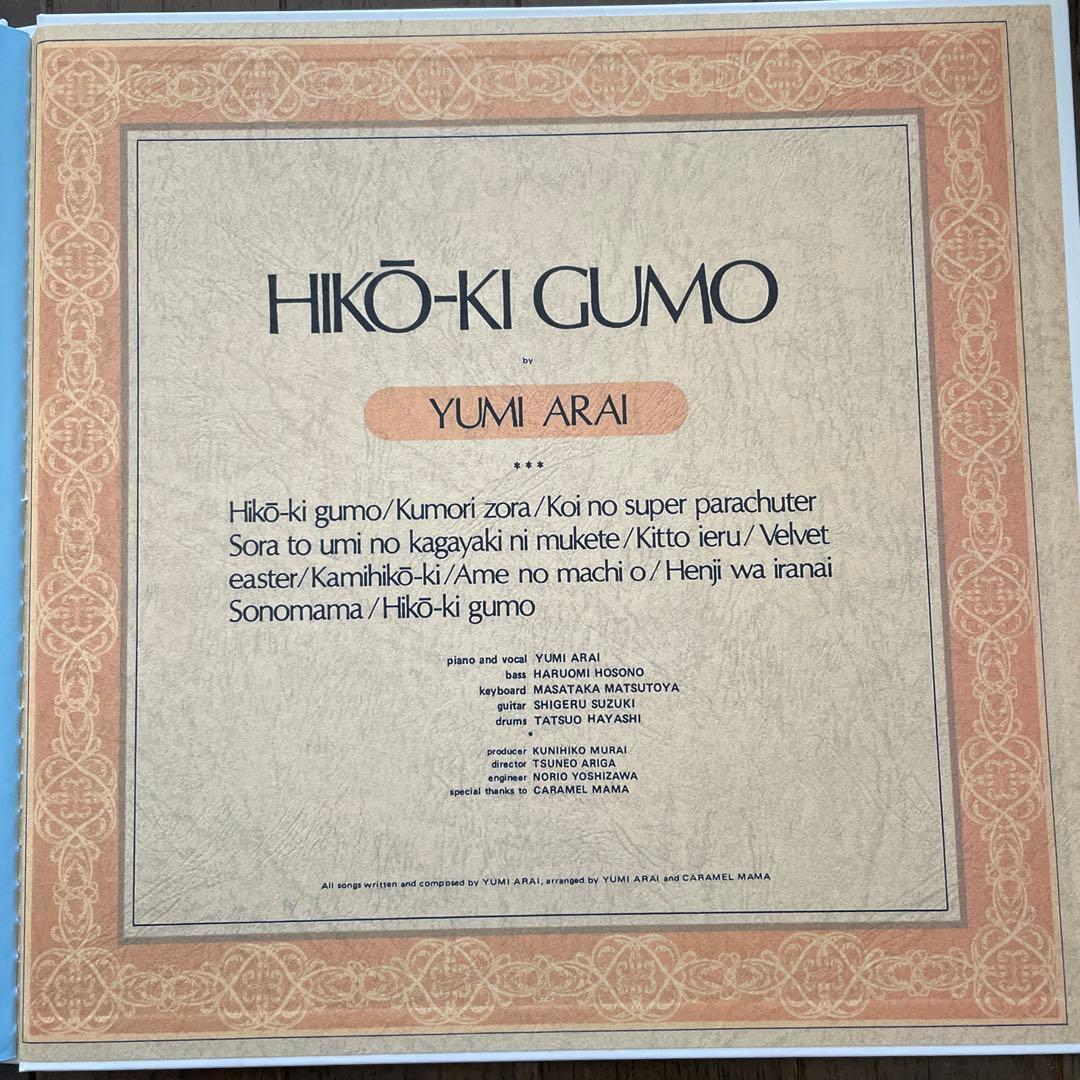 HIKŌ-KI GUMO
by
YUMI ARAI
***
Hikō-ki gumo/Kumori zora/Koi no super parachuter
Sora to umi no kagayaki ni mukete/Kitto ieru/Velvet
easter/Kamihikō-ki/Ame no machi o/Henji wa iranai
Sonomama/Hikō-ki gumo
piano and vocal YUMI ARAI
bass HARUOMI HOSONO
keyboard MASATAKA MATSUTOYA
guitar SHIGERU SUZUKI
drums TATSUO HAYASHI
*
producer KUNIHIKO MURAI
director TSUNEO ARIGA
engineer NORIO YOSHIZAWA
special thanks to CARAMEL MAMA
All songs written and composed by YUMI ARAI, arranged by YUMI ARAI and CARAMEL MAMA